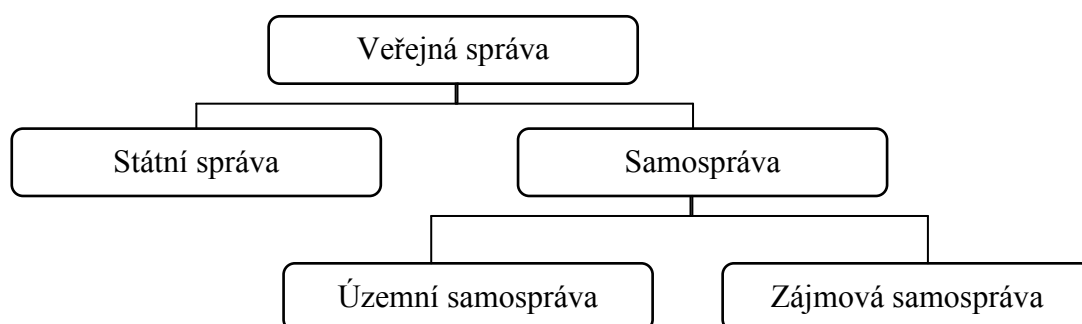 Veřejná správa
Státní správa
Samospráva
Územní samospráva
Zájmová samospráva